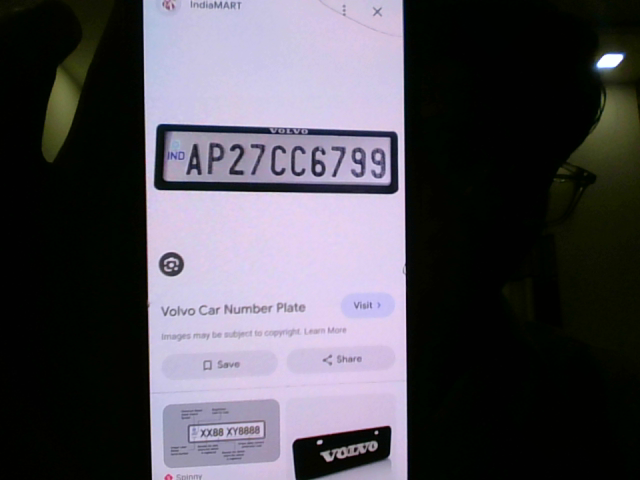 IndiaMART
VOLVO
IND
AP27CC6799
Volvo Car Number Plate
Visit >
Images may be subject to copyright. Learn More
Save
Share
XX88 XY8888
VOLVO
Spinny